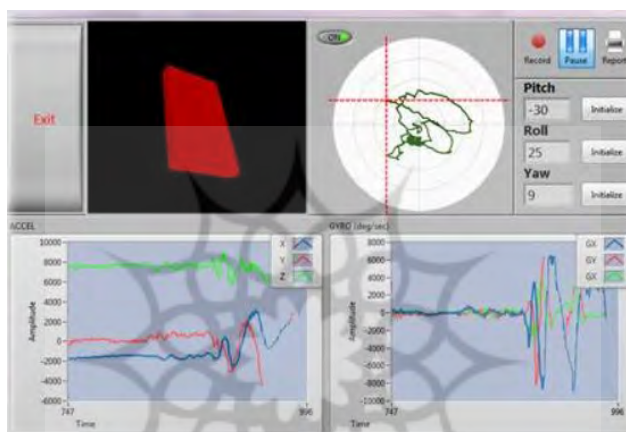 Exit
ON
Record
Pause
Report
Pitch
-30
Initialize
Roll
25
Initialize
Yaw
9
Initialize
ACCEL
10000
8000
6000
4000
2000
0
-2000
-4000
-6000
Amplitude
747
996
Time
X
Y
Z
GYRO (deg/sec)
8000
6000
4000
2000
0
-2000
-4000
-6000
-8000
-10000
Amplitude
747
996
Time
GX
GY
GX